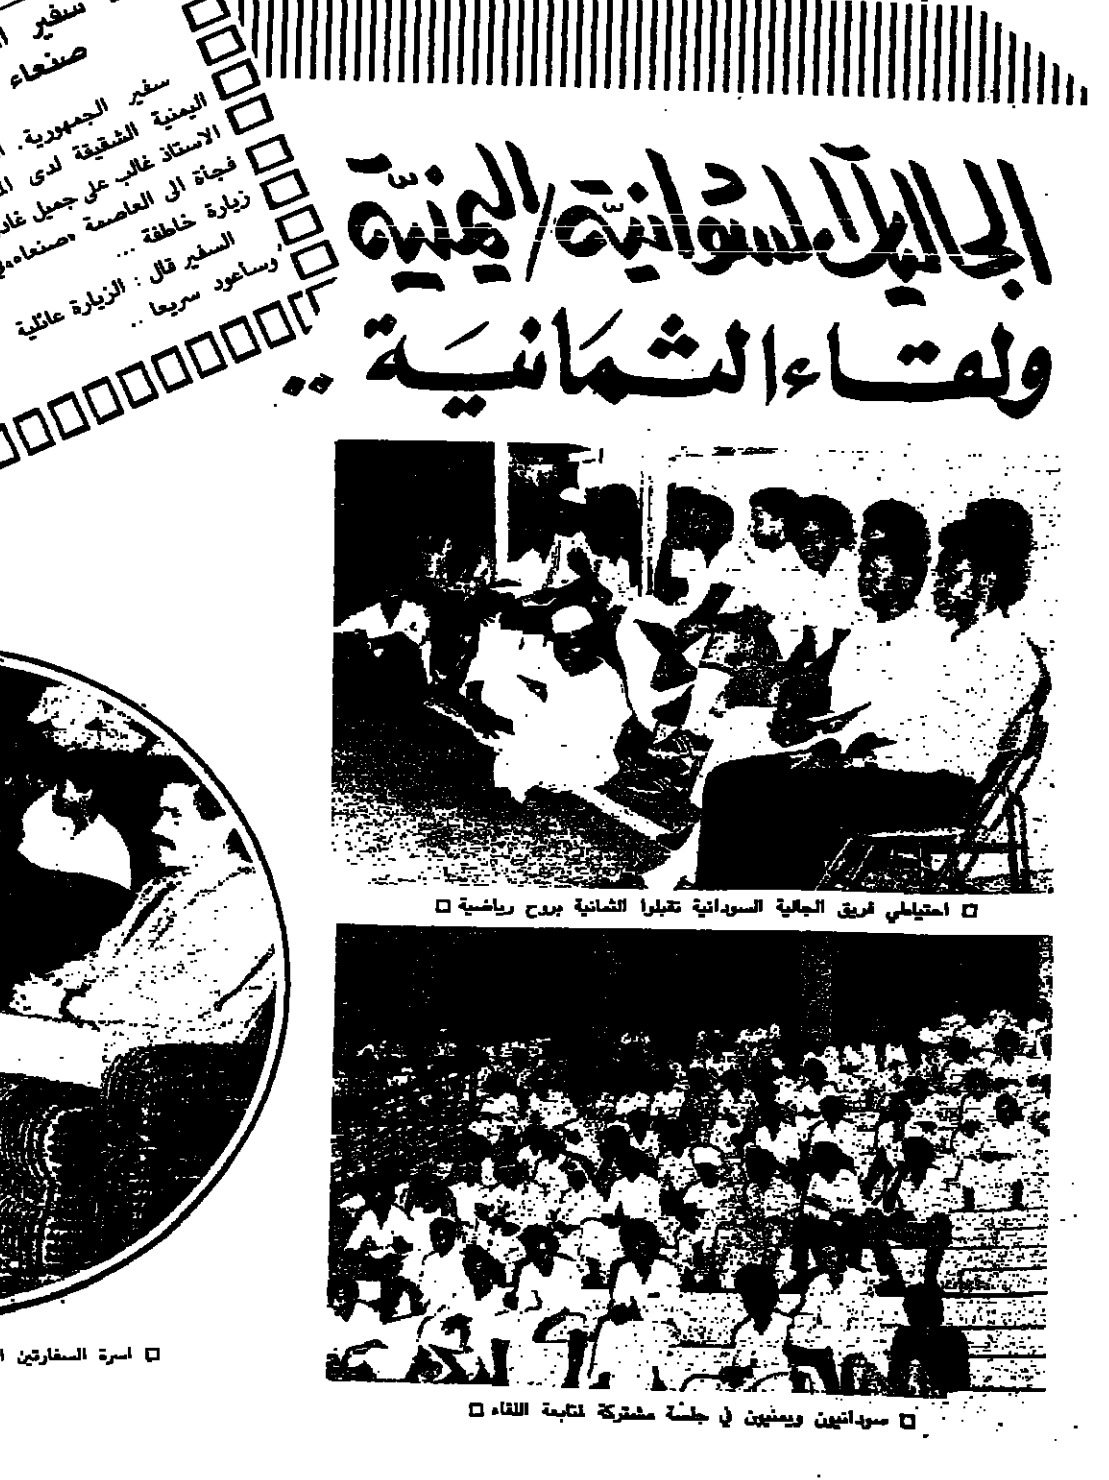 سفير
صنعاء
سفير الجمهورية
اليمنية الشقيقة لدى
الاستاذ غالب علي جميل
فجأة الى العاصمة «صنعاء»
زيارة خاطفة ...
السفير قال : الزيارة عائلية
وسأعود سريعا ..
الجاليتان السودانية/اليمنية
ولقاء الثمانية ..
احتياطي فريق الجالية السودانية تقبلوا الثمانية بروح رياضية
اسرة السفارتين
سودانيون ويمنيون في جلسة مشتركة لمتابعة اللقاء